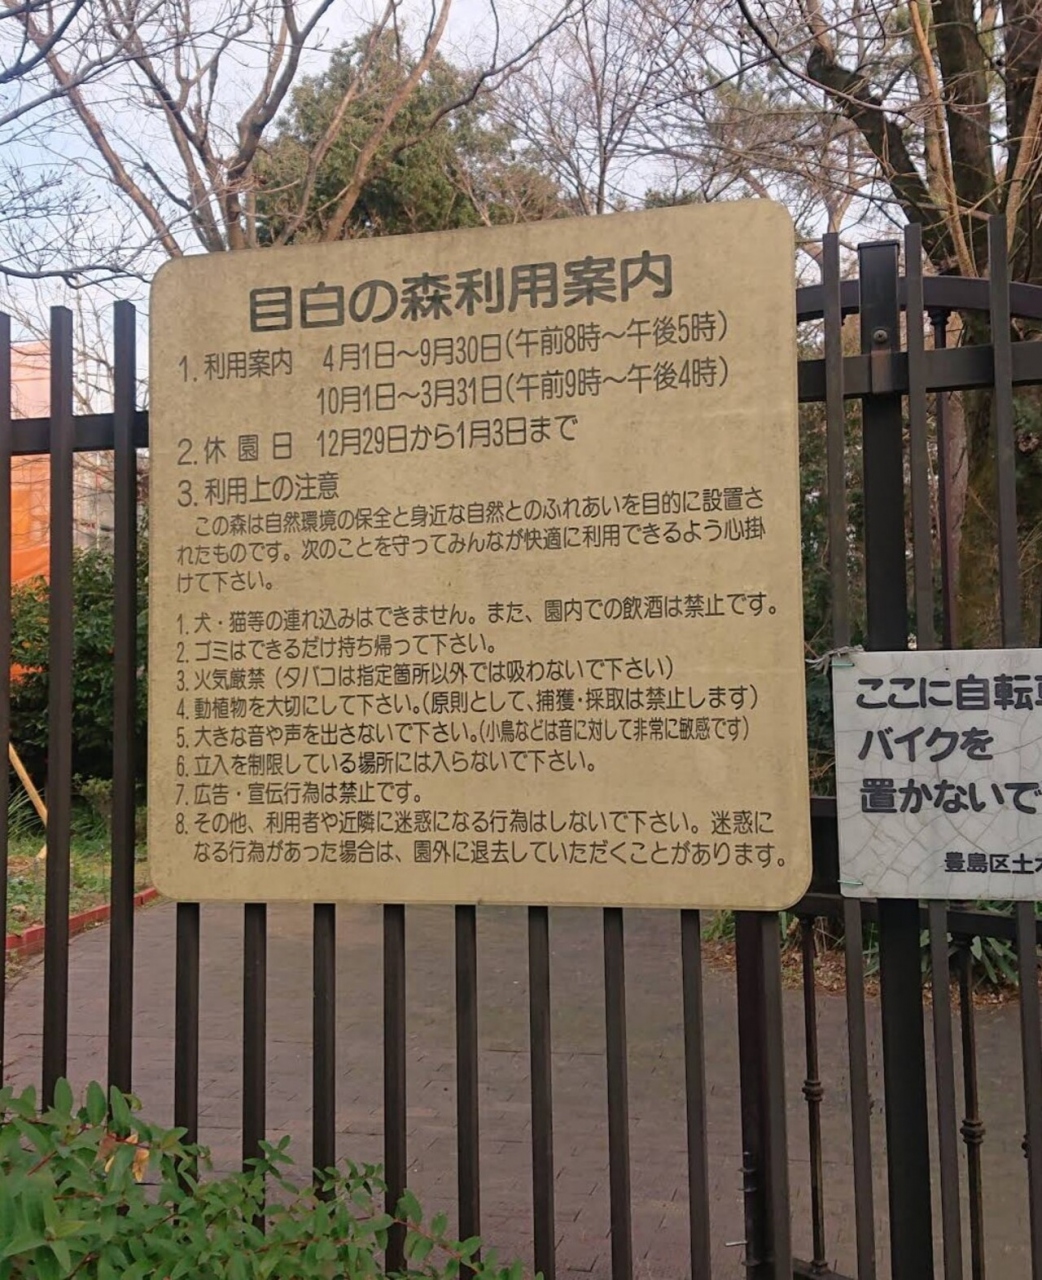 目白の森利用案内
1. 利用案内　4月1日～9月30日(午前8時～午後5時)
10月1日～3月31日(午前9時～午後4時)
2. 休園日　12月29日から1月3日まで
3. 利用上の注意
この森は自然環境の保全と身近な自然とのふれあいを目的に設置さ
れたものです。次のことを守ってみんなが快適に利用できるよう心掛
けて下さい。
1. 犬・猫等の連れ込みはできません。また、園内での飲酒は禁止です。
2. ゴミはできるだけ持ち帰って下さい。
3. 火気厳禁（タバコは指定箇所以外では吸わないで下さい）
4. 動植物を大切にして下さい。(原則として、捕獲・採取は禁止します)
5. 大きな音や声を出さないで下さい。(小鳥などは音に対して非常に敏感です)
6. 立入を制限している場所には入らないで下さい。
7. 広告・宣伝行為は禁止です。
8. その他、利用者や近隣に迷惑になる行為はしないで下さい。迷惑に
なる行為があった場合は、園外に退去していただくことがあります。
ここに自転車
バイクを
置かないで
豊島区土木